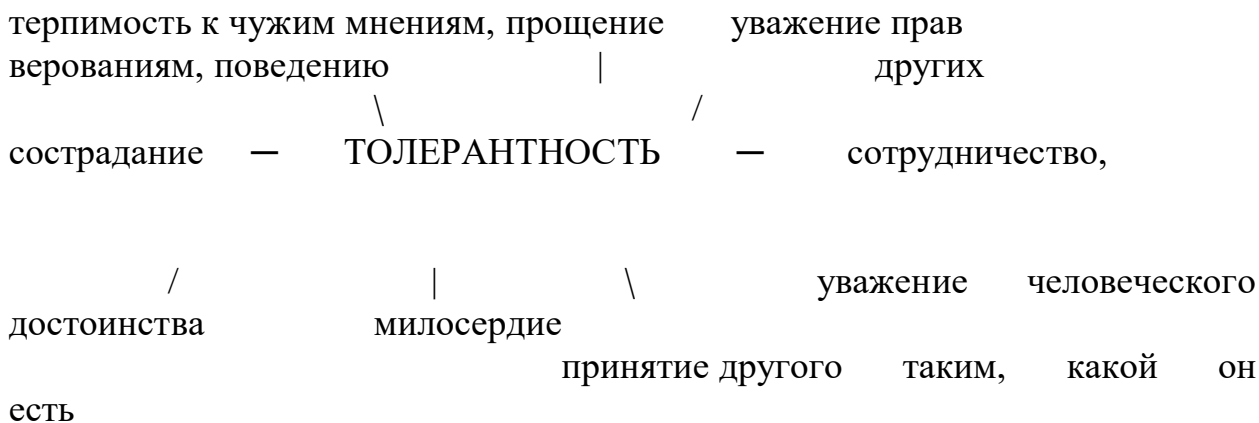 терпимость к чужим мнениям, прощение уважение прав
верованиям, поведению | других
\ /
сострадание — ТОЛЕРАНТНОСТЬ — сотрудничество,
/ | \ уважение человеческого
достоинства милосердие
принятие другого таким, какой он
есть